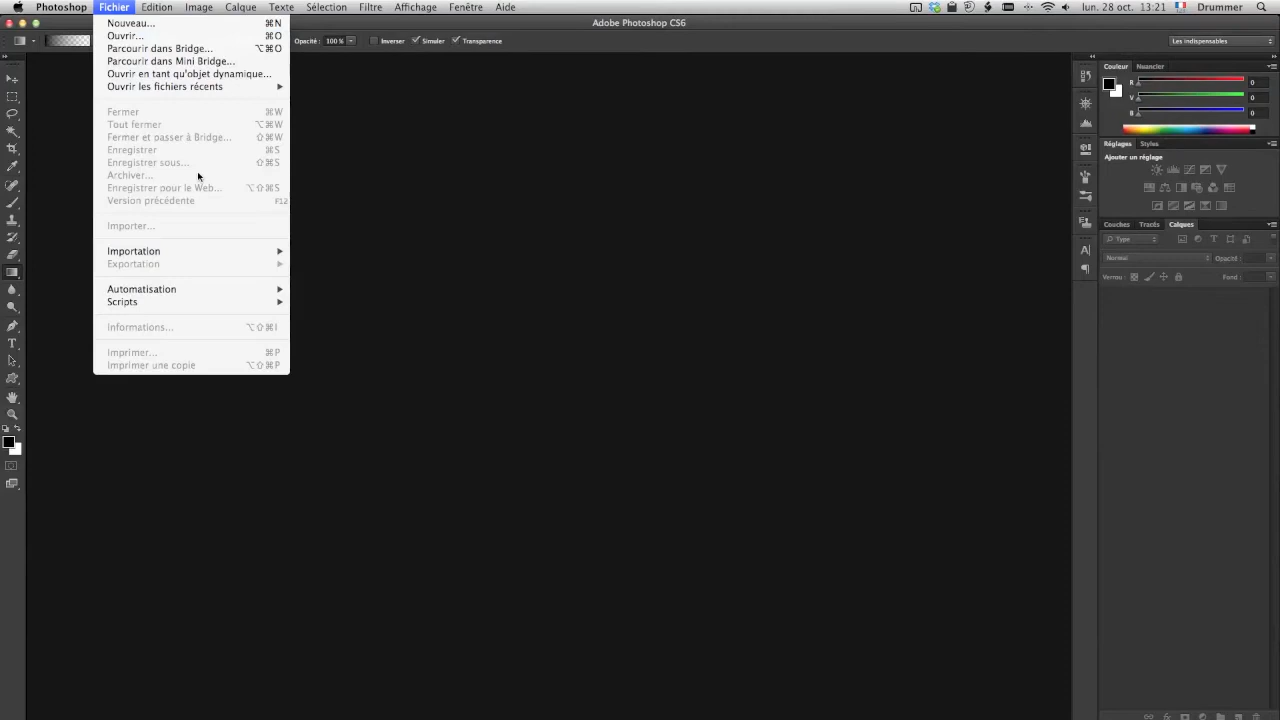 Photoshop Fichier Edition Image Calque Texte Sélection Filtre Affichage Fenêtre Aide lun. 28 oct. 13:21 Drummer
Adobe Photoshop CS6
Opacité : 100 % Inverser Simuler Transparence Les indispensables
Nouveau... ⌘N
Ouvrir... ⌘O
Parcourir dans Bridge... ⌥⌘O
Parcourir dans Mini Bridge...
Ouvrir en tant qu'objet dynamique...
Ouvrir les fichiers récents
Fermer ⌘W
Tout fermer ⌥⌘W
Fermer et passer à Bridge... ⇧⌘W
Enregistrer ⌘S
Enregistrer sous... ⇧⌘S
Archiver...
Enregistrer pour le Web... ⌥⇧⌘S
Version précédente F12
Importer...
Importation
Exportation
Automatisation
Scripts
Informations... ⌥⇧⌘I
Imprimer... ⌘P
Imprimer une copie ⌥⇧⌘P
Couleur Nuancier
R 0
V 0
B 0
Réglages Styles
Ajouter un réglage
Couches Tracés Calques
Type
Normal Opacité :
Verrou : Fond :